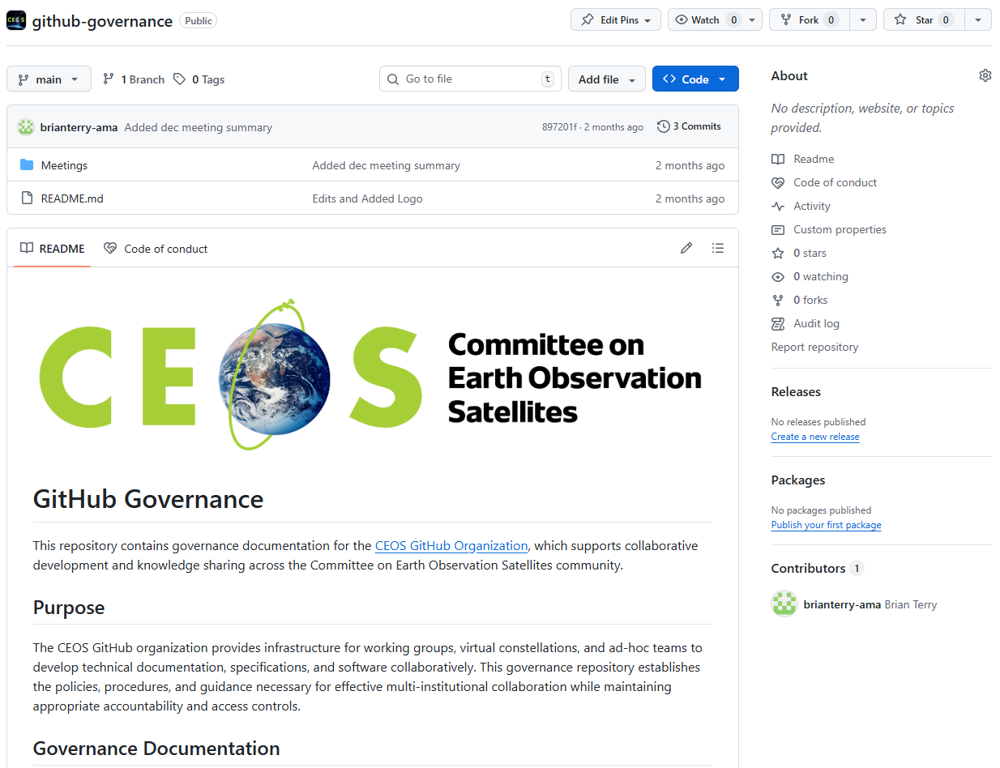 github-governance Public Edit Pins Watch 0 Fork 0 Star 0
main 1 Branch 0 Tags Go to file t Add file Code
brianterry-ama Added dec meeting summary 897201f · 2 months ago 3 Commits
Meetings Added dec meeting summary 2 months ago
README.md Edits and Added Logo 2 months ago
README Code of conduct
CEOS
Committee on
Earth Observation
Satellites
GitHub Governance
This repository contains governance documentation for the CEOS GitHub Organization, which supports collaborative
development and knowledge sharing across the Committee on Earth Observation Satellites community.
Purpose
The CEOS GitHub organization provides infrastructure for working groups, virtual constellations, and ad-hoc teams to
develop technical documentation, specifications, and software collaboratively. This governance repository establishes
the policies, procedures, and guidance necessary for effective multi-institutional collaboration while maintaining
appropriate accountability and access controls.
Governance Documentation
About
No description, website, or topics
provided.
Readme
Code of conduct
Activity
Custom properties
0 stars
0 watching
0 forks
Audit log
Report repository
Releases
No releases published
Create a new release
Packages
No packages published
Publish your first package
Contributors 1
brianterry-ama Brian Terry